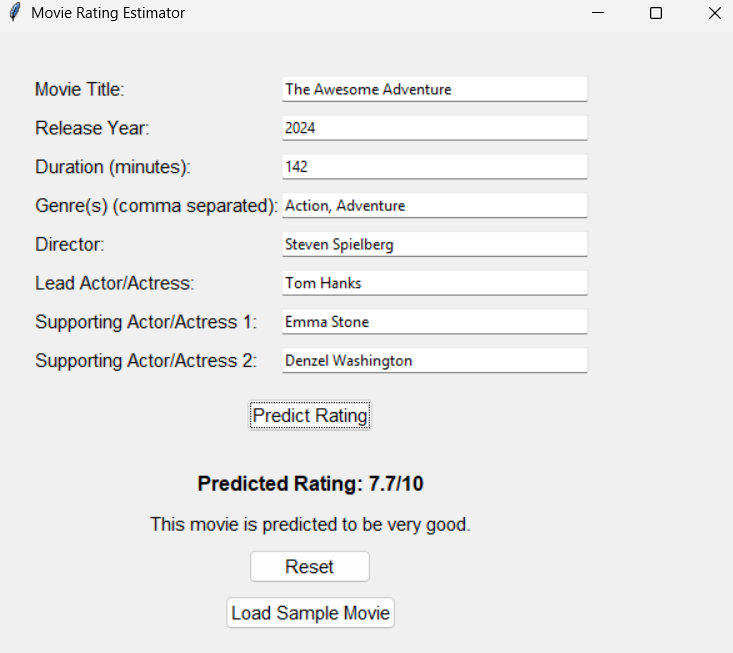 Movie Rating Estimator
Movie Title: The Awesome Adventure
Release Year: 2024
Duration (minutes): 142
Genre(s) (comma separated): Action, Adventure
Director: Steven Spielberg
Lead Actor/Actress: Tom Hanks
Supporting Actor/Actress 1: Emma Stone
Supporting Actor/Actress 2: Denzel Washington
Predict Rating
Predicted Rating: 7.7/10
This movie is predicted to be very good.
Reset
Load Sample Movie